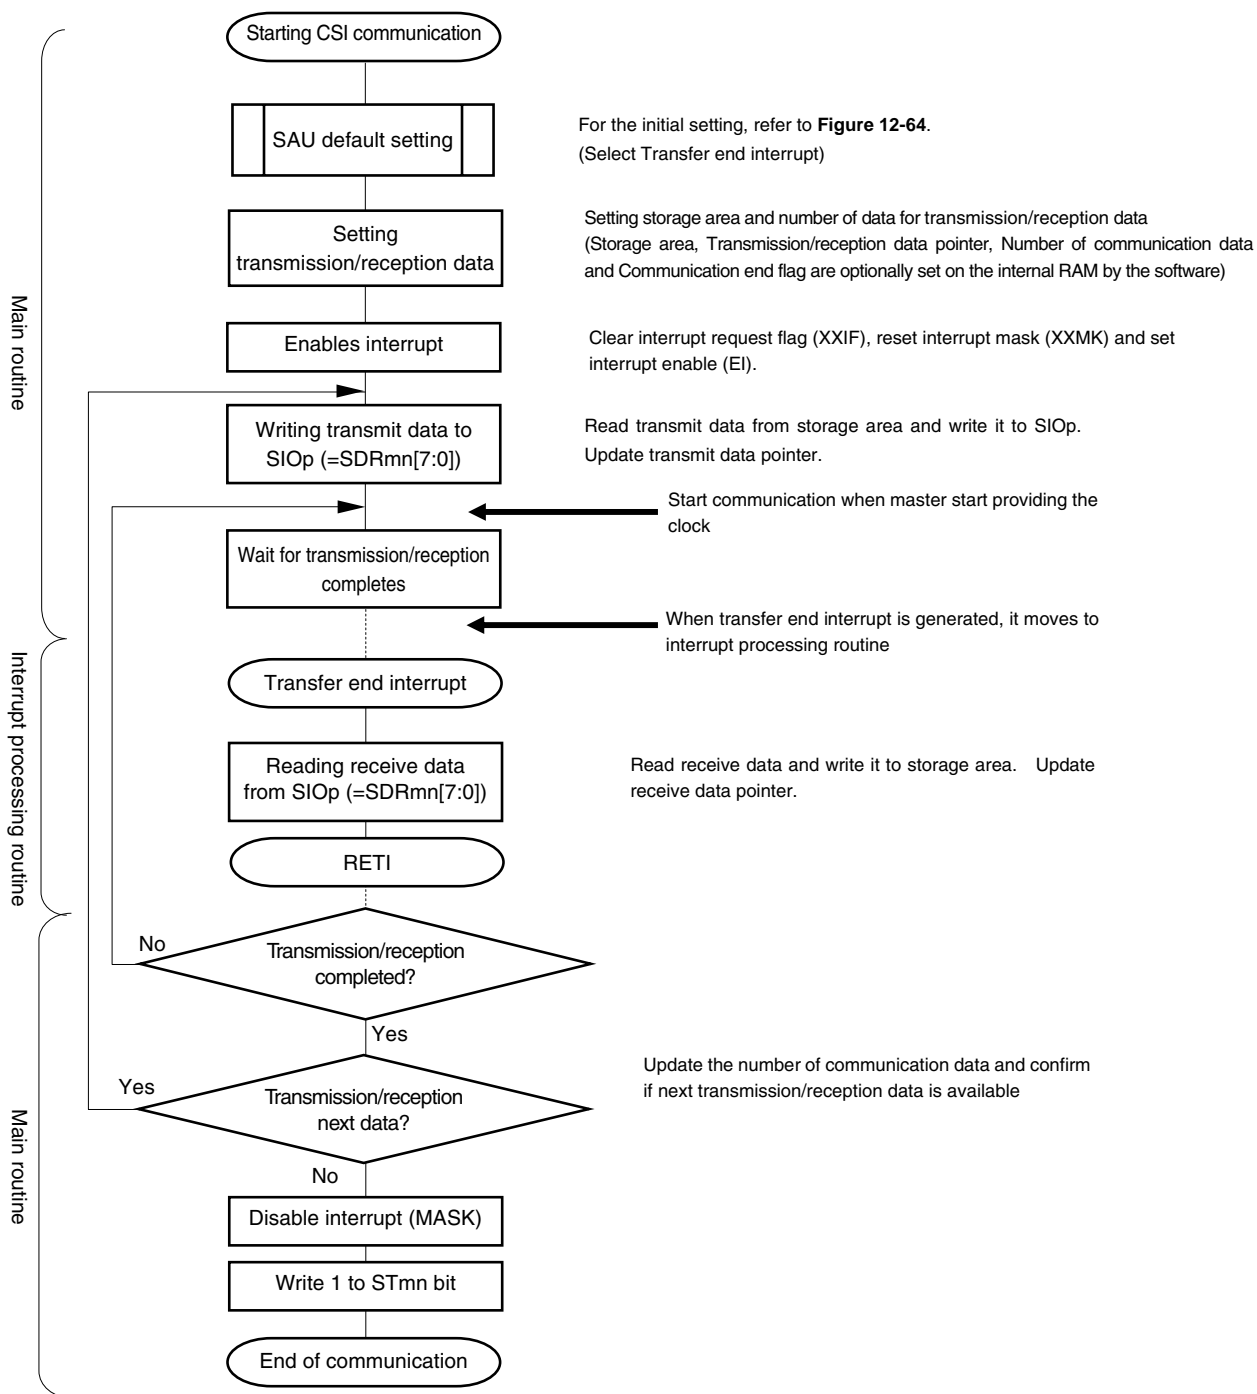 Starting CSI communication
SAU default setting
For the initial setting, refer to Figure 12-64.
(Select Transfer end interrupt)
Setting
transmission/reception data
Setting storage area and number of data for transmission/reception data
(Storage area, Transmission/reception data pointer, Number of communication data
and Communication end flag are optionally set on the internal RAM by the software)
Main routine
Enables interrupt
Clear interrupt request flag (XXIF), reset interrupt mask (XXMK) and set
interrupt enable (EI).
Writing transmit data to
SIOp (=SDRmn[7:0])
Read transmit data from storage area and write it to SIOp.
Update transmit data pointer.
Start communication when master start providing the
clock
Wait for transmission/reception
completes
When transfer end interrupt is generated, it moves to
interrupt processing routine
Interrupt processing routine
Transfer end interrupt
Reading receive data
from SIOp (=SDRmn[7:0])
Read receive data and write it to storage area. Update
receive data pointer.
RETI
No
Transmission/reception
completed?
Yes
Main routine
Yes
Transmission/reception
next data?
Update the number of communication data and confirm
if next transmission/reception data is available
No
Disable interrupt (MASK)
Write 1 to STmn bit
End of communication